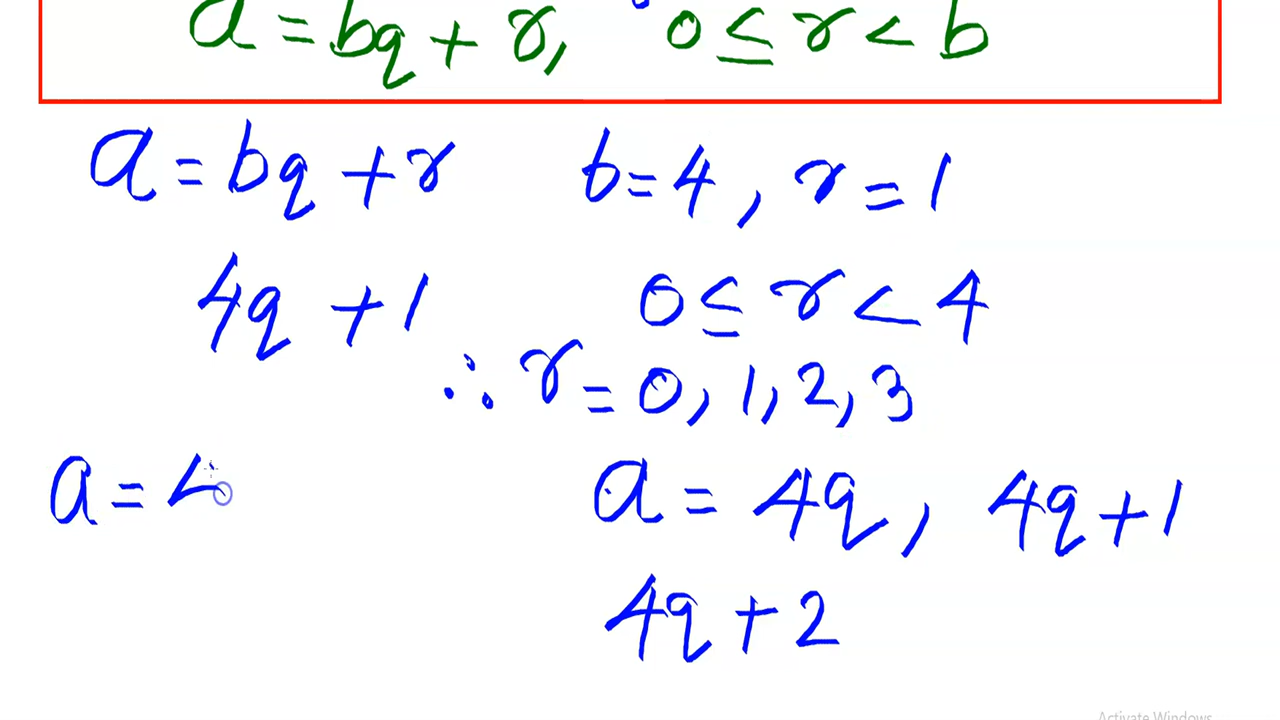 a = bq + r, 0 ≤ r < b
a = bq + r b = 4, r = 1
4q + 1 0 ≤ r < 4
∴ r = 0, 1, 2, 3
a = 4q, 4q + 1
4q + 2
a =
Activate Windows